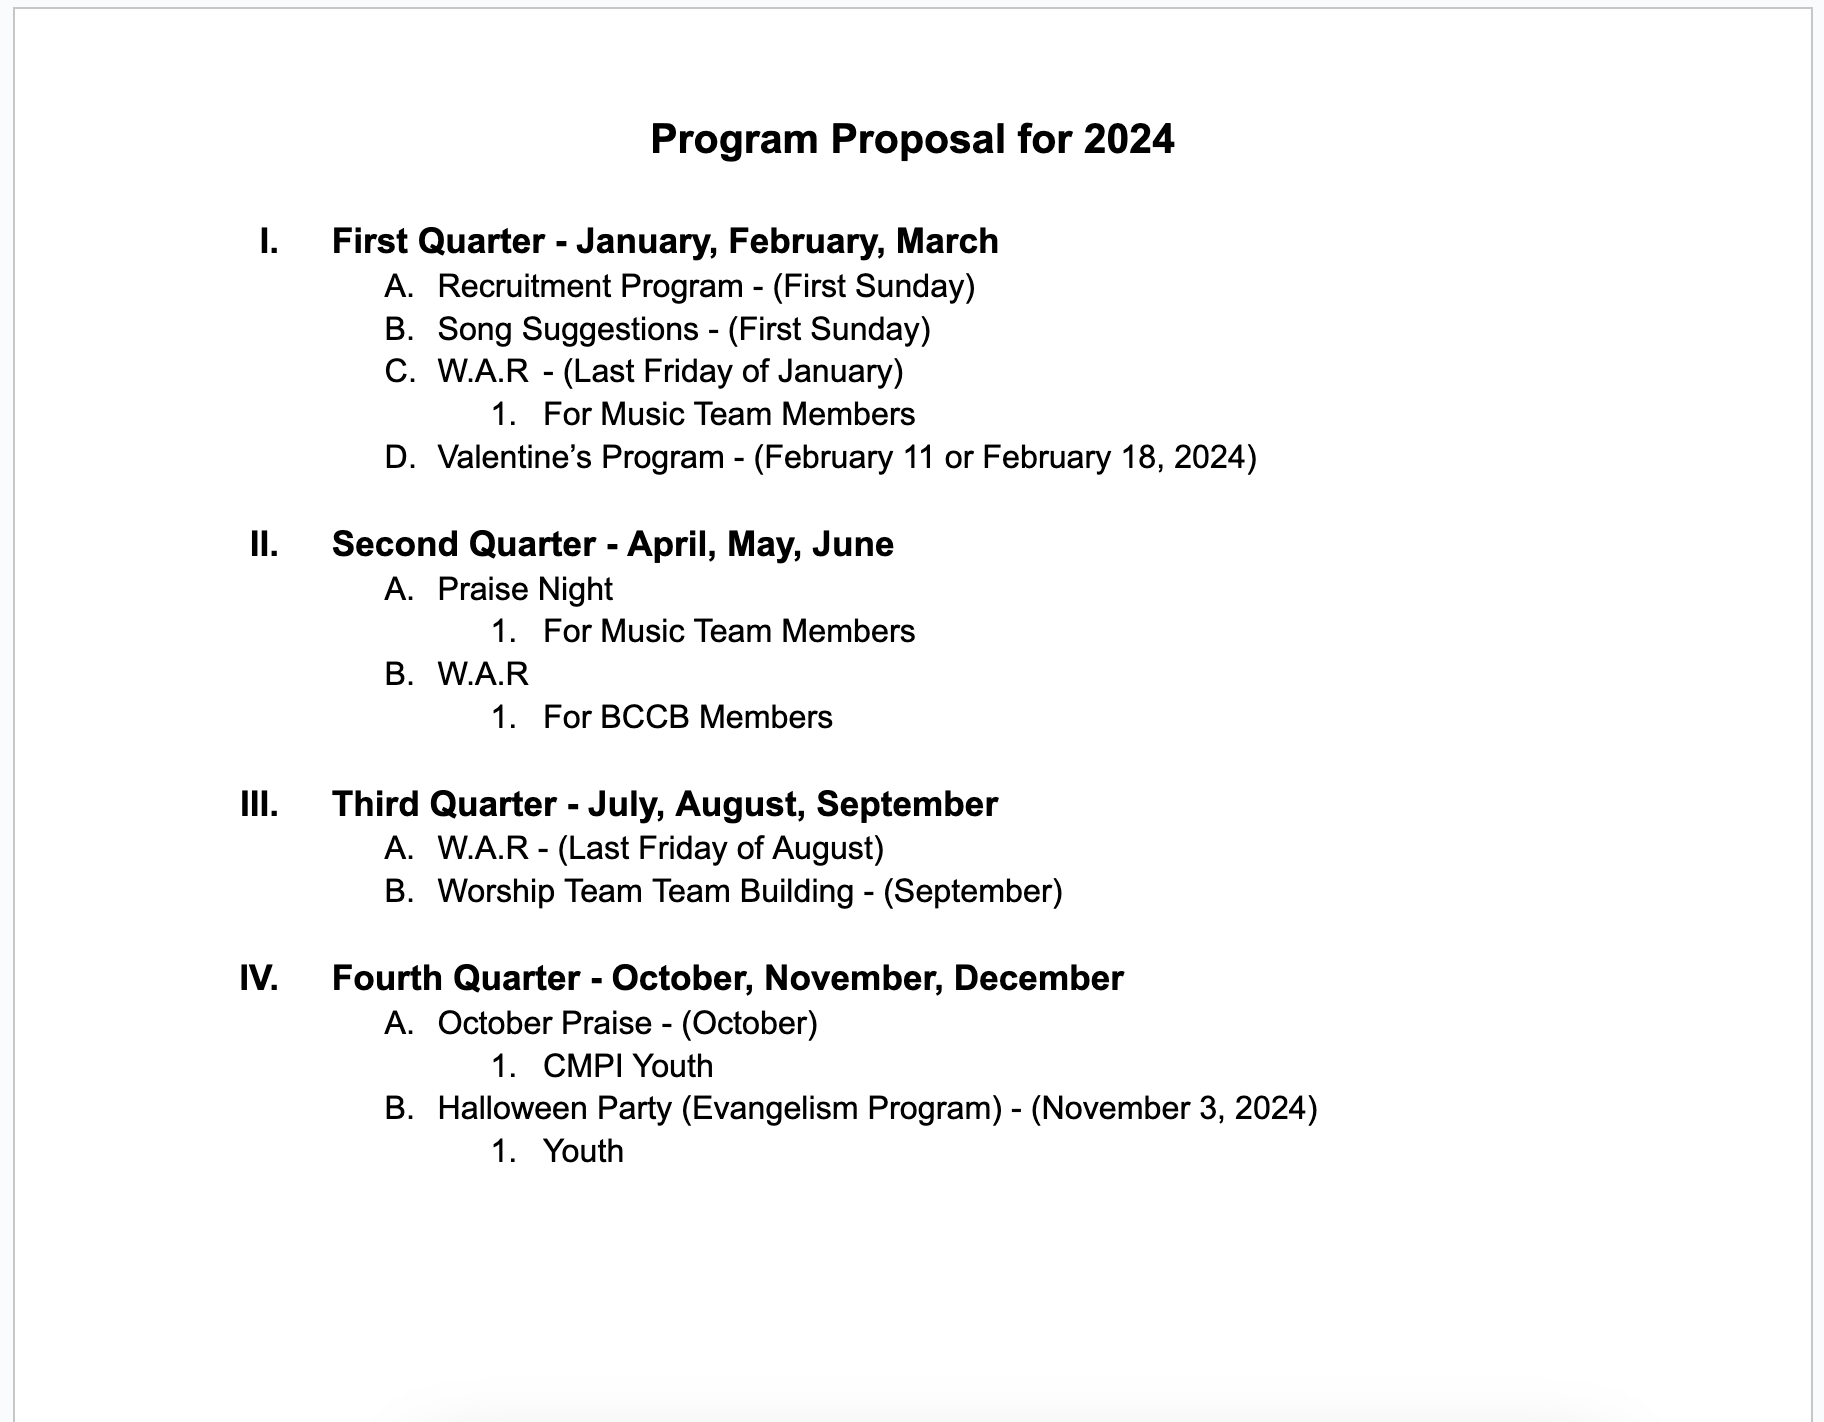 Program Proposal for 2024
I. First Quarter - January, February, March
A. Recruitment Program - (First Sunday)
B. Song Suggestions - (First Sunday)
C. W.A.R - (Last Friday of January)
1. For Music Team Members
D. Valentine’s Program - (February 11 or February 18, 2024)
II. Second Quarter - April, May, June
A. Praise Night
1. For Music Team Members
B. W.A.R
1. For BCCB Members
III. Third Quarter - July, August, September
A. W.A.R - (Last Friday of August)
B. Worship Team Team Building - (September)
IV. Fourth Quarter - October, November, December
A. October Praise - (October)
1. CMPI Youth
B. Halloween Party (Evangelism Program) - (November 3, 2024)
1. Youth